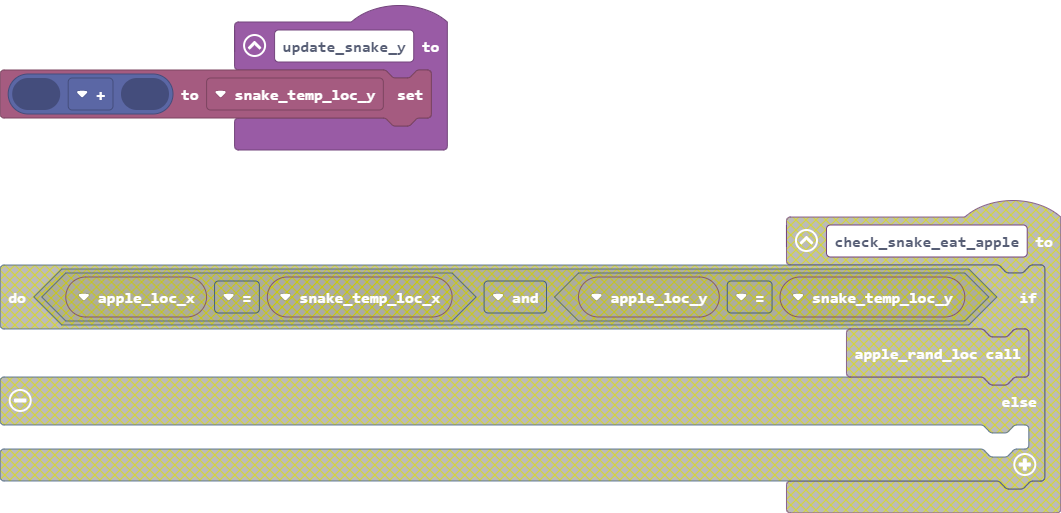 update_snake_y to
+ to snake_temp_loc_y set
check_snake_eat_apple to
do apple_loc_x = snake_temp_loc_x and apple_loc_y = snake_temp_loc_y if
apple_rand_loc call
else